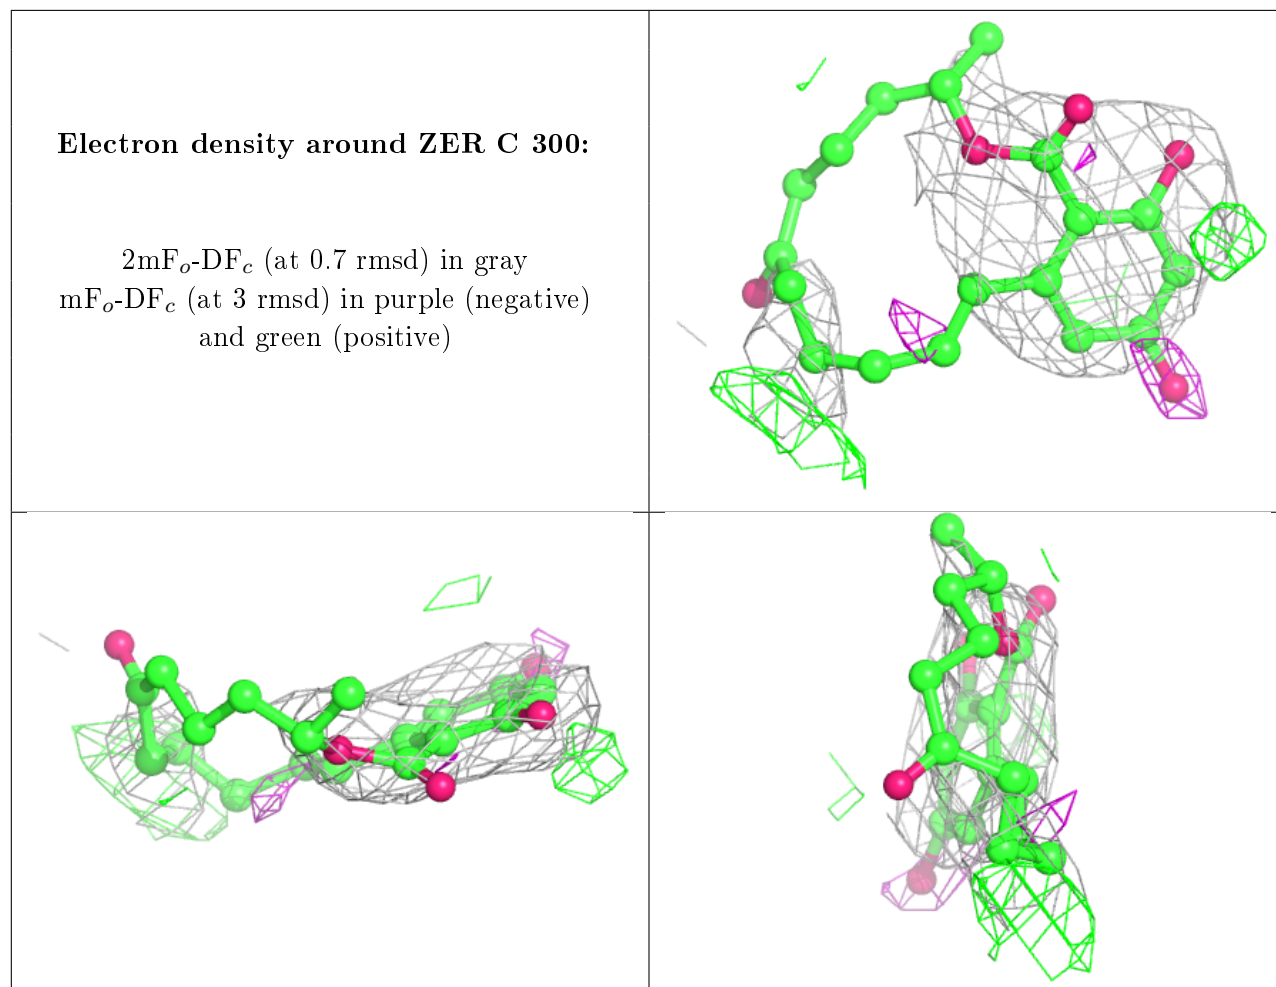 Electron density around ZER C 300:
2mFₒ-DF𝒸 (at 0.7 rmsd) in gray
mFₒ-DF𝒸 (at 3 rmsd) in purple (negative)
and green (positive)